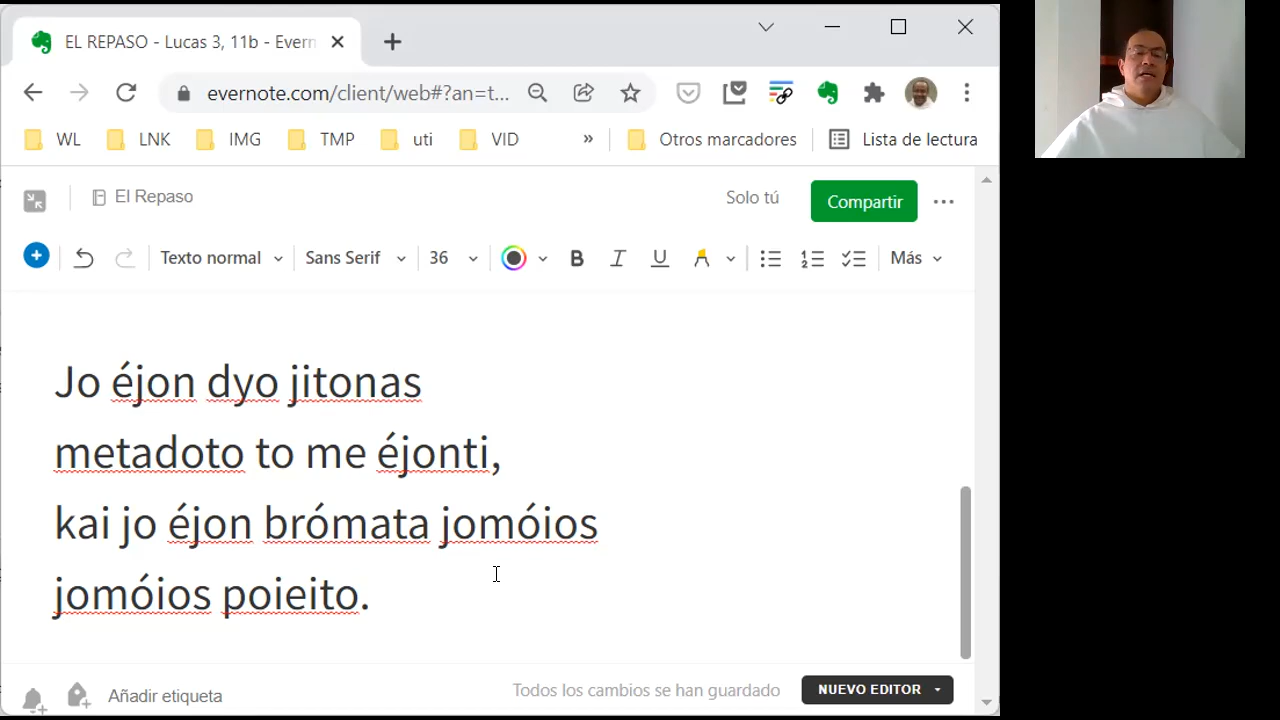 EL REPASO - Lucas 3, 11b - Evern
evernote.com/client/web#?an=t...
WL LNK IMG TMP uti VID » Otros marcadores Lista de lectura
El Repaso Solo tú Compartir ...
Texto normal Sans Serif 36 B I U Más
Jo éjon dyo jitonas
metadoto to me éjonti,
kai jo éjon brómata jomóios
jomóios poieito.
Añadir etiqueta Todos los cambios se han guardado NUEVO EDITOR